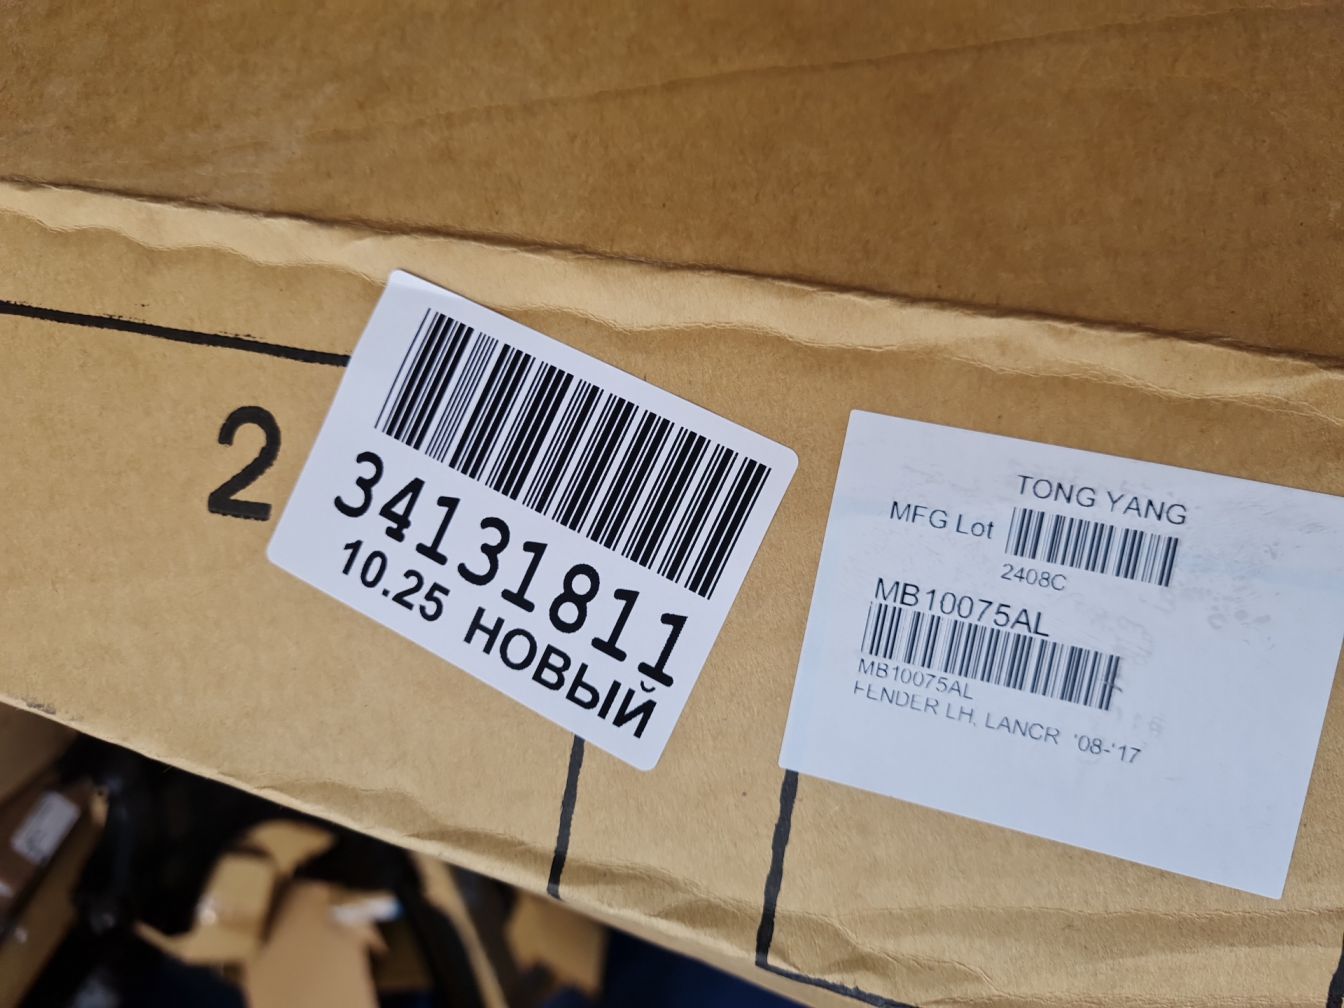 2
34131811
10.25 НОВЫЙ
TONG YANG
MFG Lot
2408C
MB10075AL
MB10075AL
FENDER LH, LANCR '08-'17